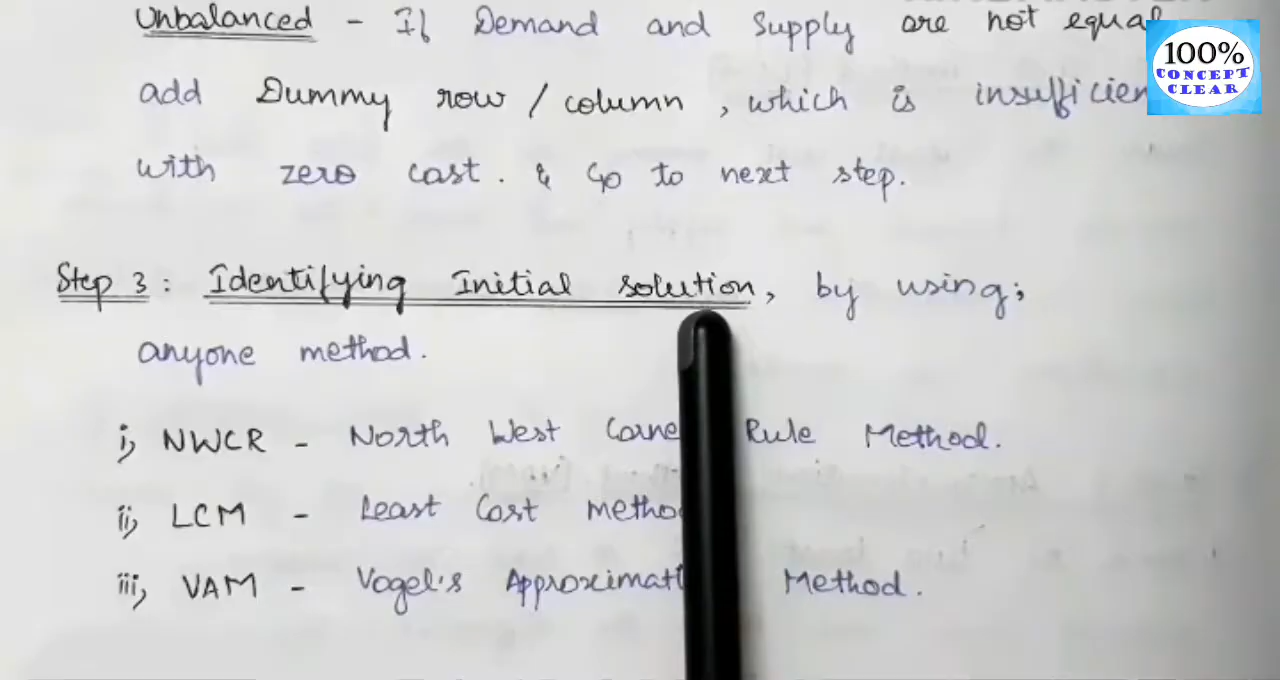 Unbalanced - If Demand and Supply are not equal
add Dummy row / column, which is
with zero cast. & Go to next step.
Step 3: Identifying Initial solution, by using;
anyone method.
i, NWCR - North West Rule Method.
ii, LCM - Least Cost
iii, VAM - Vogel's Method.
100%
CONCEPT
CLEAR